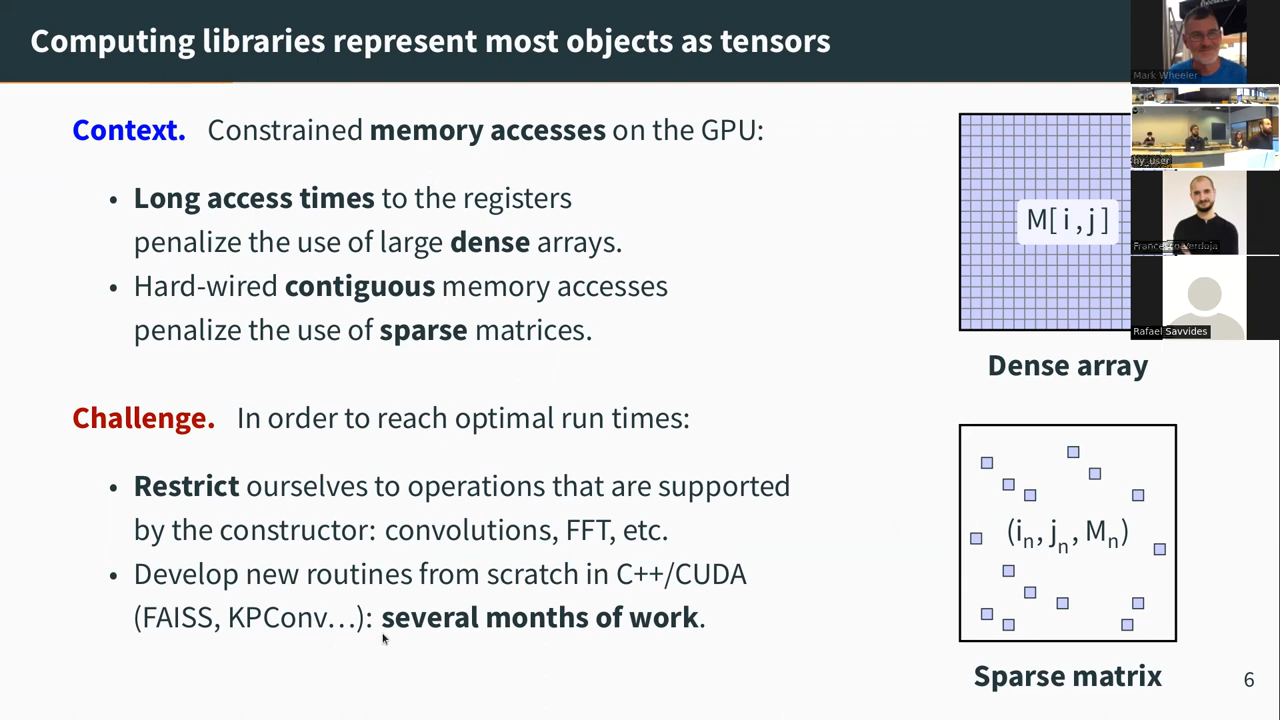 Computing libraries represent most objects as tensors
Context. Constrained memory accesses on the GPU:
• Long access times to the registers
penalize the use of large dense arrays.
• Hard-wired contiguous memory accesses
penalize the use of sparse matrices.
Challenge. In order to reach optimal run times:
• Restrict ourselves to operations that are supported
by the constructor: convolutions, FFT, etc.
• Develop new routines from scratch in C++/CUDA
(FAISS, KPConv…): several months of work.
M[i,j]
Dense array
(in, jn, Mn)
Sparse matrix
6
Mark Wheeler
hy_user
Francesco Verdoja
Rafael Savvides